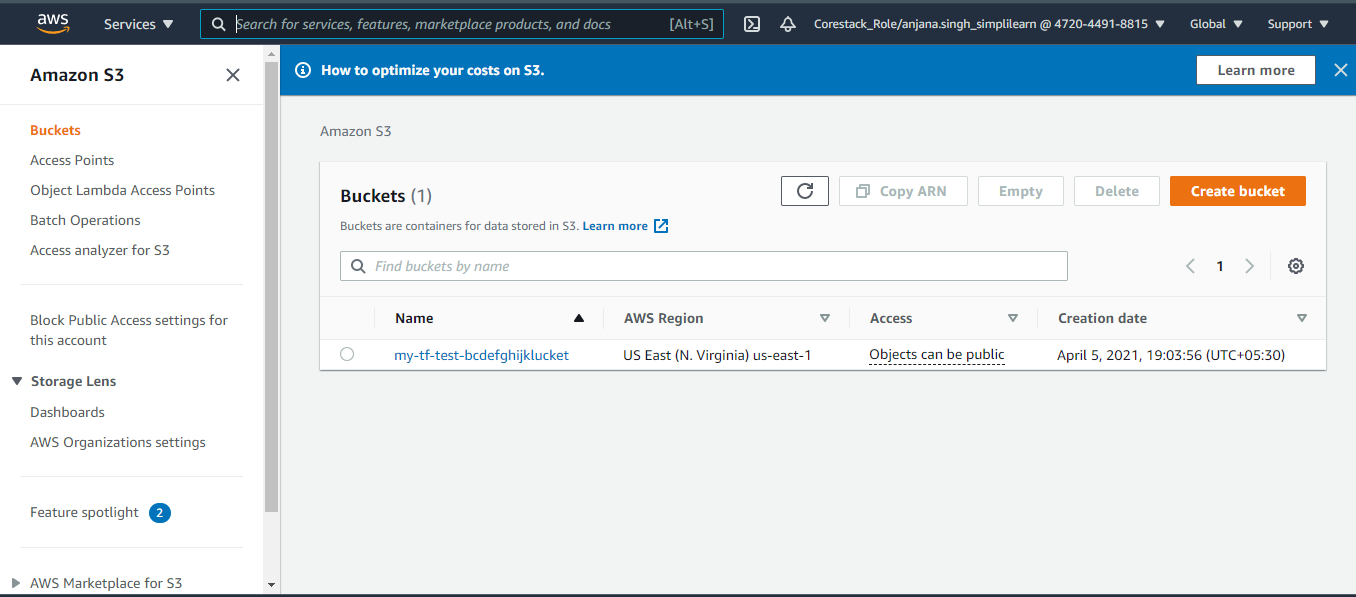 aws
Services
Search for services, features, marketplace products, and docs [Alt+S]
Corestack_Role/anjana.singh_simplilearn @ 4720-4491-8815
Global
Support
Amazon S3
Buckets
Access Points
Object Lambda Access Points
Batch Operations
Access analyzer for S3
Block Public Access settings for
this account
Storage Lens
Dashboards
AWS Organizations settings
Feature spotlight 2
AWS Marketplace for S3
How to optimize your costs on S3.
Learn more
Amazon S3
Buckets (1)
Copy ARN
Empty
Delete
Create bucket
Buckets are containers for data stored in S3. Learn more
Find buckets by name
1
Name AWS Region Access Creation date
my-tf-test-bcdefghijklucket US East (N. Virginia) us-east-1 Objects can be public April 5, 2021, 19:03:56 (UTC+05:30)